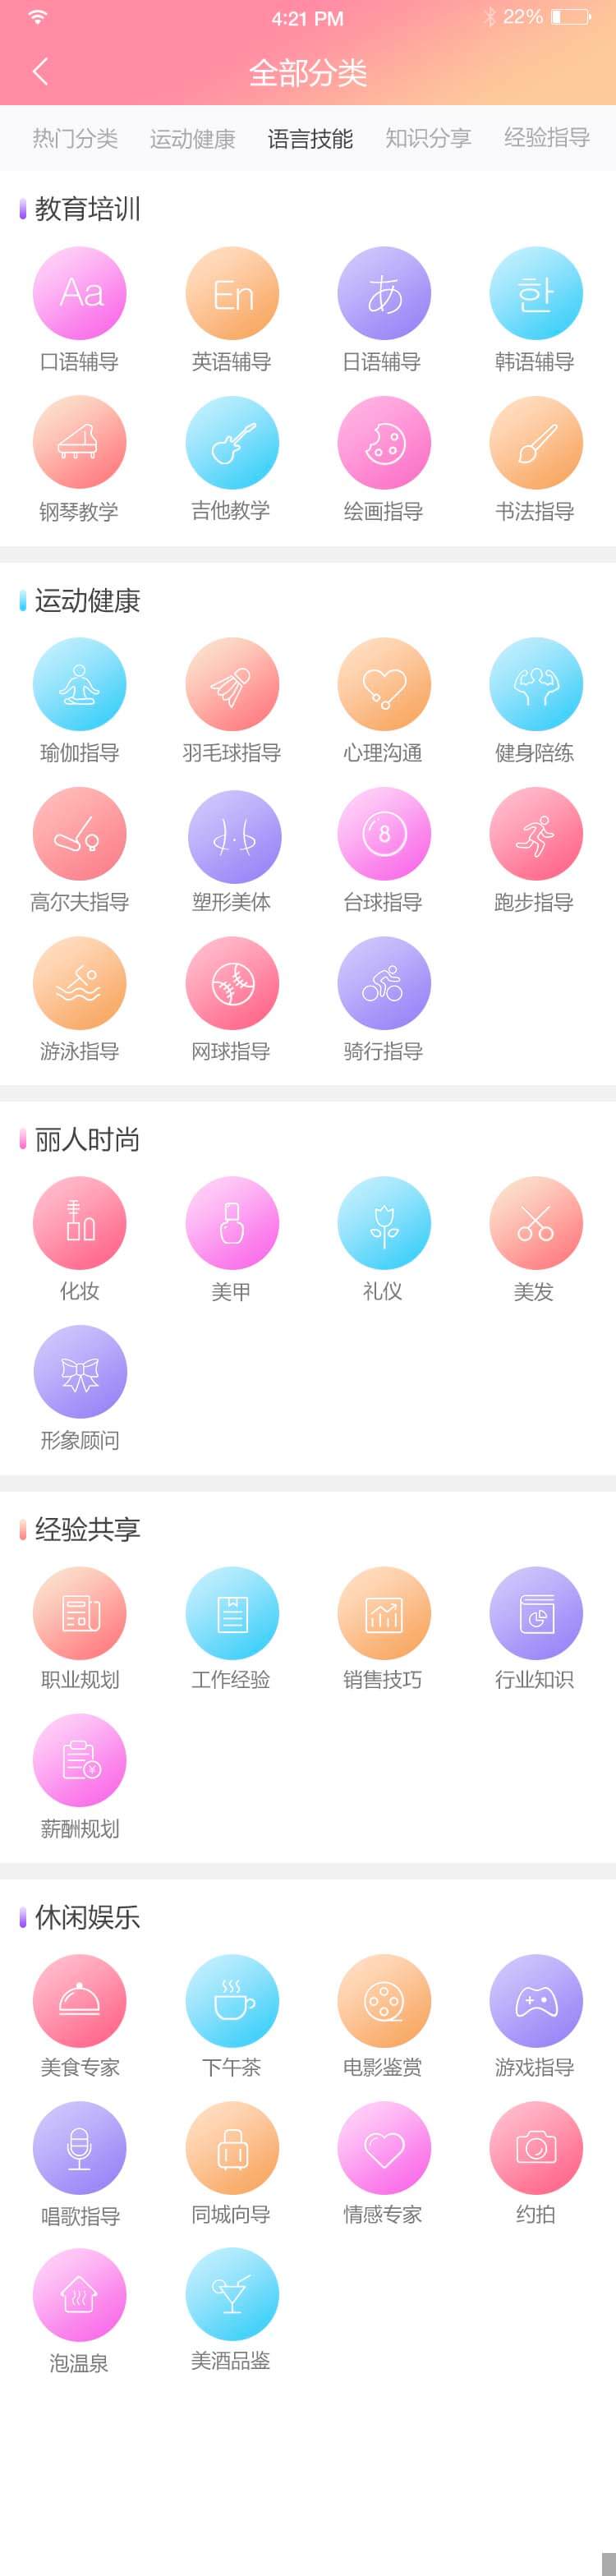 4:21 PM 22%
全部分类
热门分类 运动健康 语言技能 知识分享 经验指导
教育培训
Aa En あ 한
口语辅导 英语辅导 日语辅导 韩语辅导
钢琴教学 吉他教学 绘画指导 书法指导
运动健康
瑜伽指导 羽毛球指导 心理沟通 健身陪练
8
高尔夫指导 塑形美体 台球指导 跑步指导
游泳指导 网球指导 骑行指导
丽人时尚
化妆 美甲 礼仪 美发
形象顾问
经验共享
职业规划 工作经验 销售技巧 行业知识
¥
薪酬规划
休闲娱乐
美食专家 下午茶 电影鉴赏 游戏指导
唱歌指导 同城向导 情感专家 约拍
泡温泉 美酒品鉴